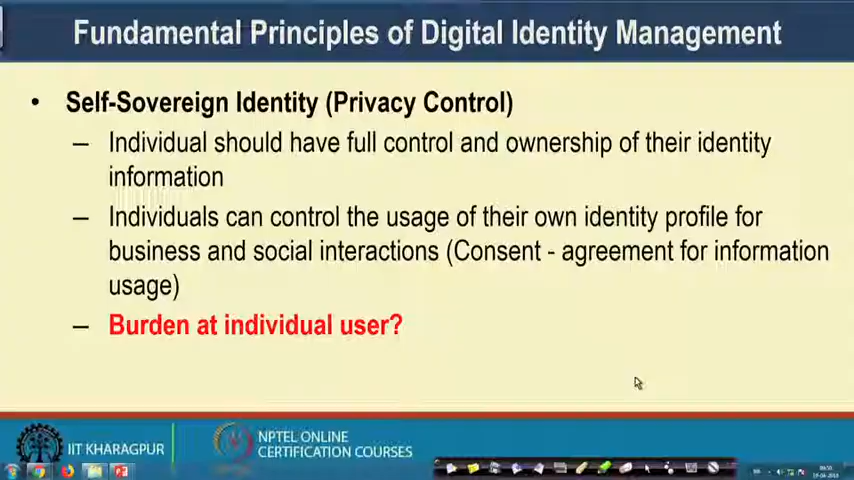 Fundamental Principles of Digital Identity Management
• Self-Sovereign Identity (Privacy Control)
– Individual should have full control and ownership of their identity
information
– Individuals can control the usage of their own identity profile for
business and social interactions (Consent - agreement for information
usage)
– Burden at individual user?
IIT KHARAGPUR
NPTEL ONLINE
CERTIFICATION COURSES